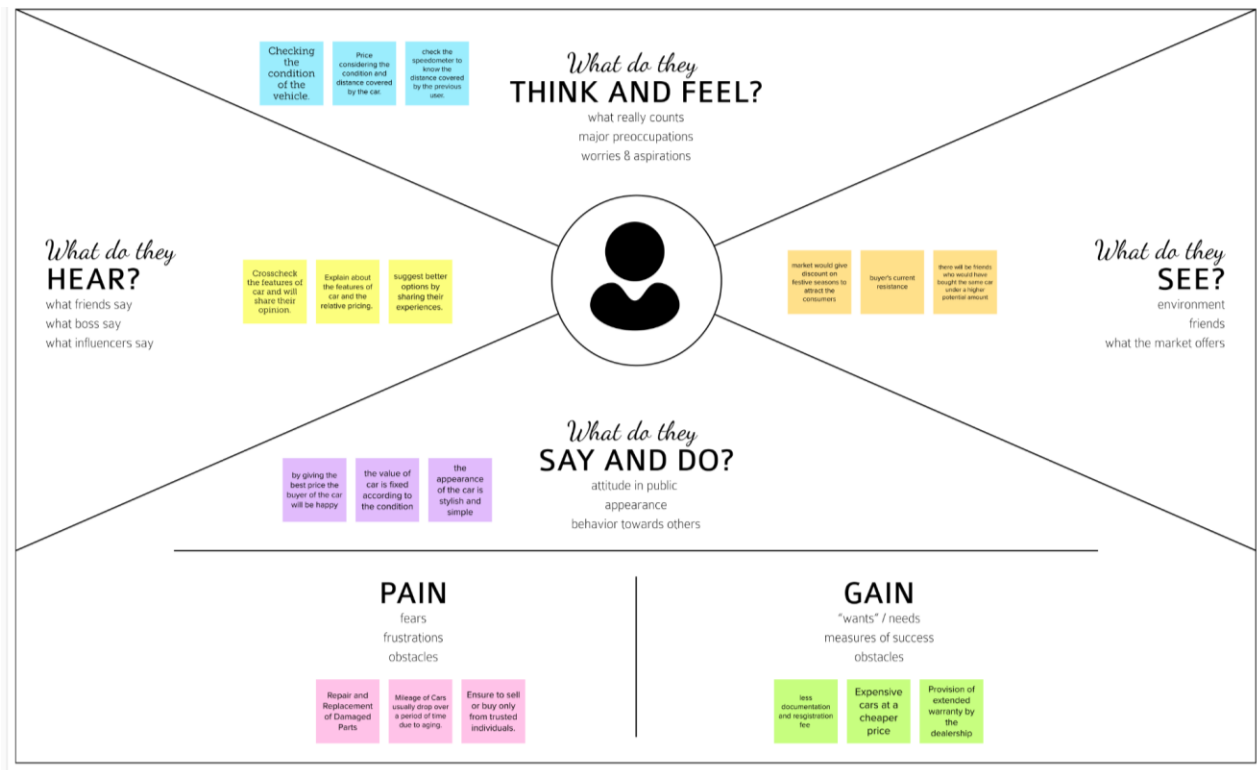 Checking
the
condition
of the
vehicle.
Price
considering the
condition and
distance covered
by the car.
check the
speedometer to
know the
distance covered
by the previous
user.
What do they
THINK AND FEEL?
what really counts
major preoccupations
worries & aspirations
What do they
HEAR?
what friends say
what boss say
what influencers say
Crosscheck
the features of
car and will
share their
opinion.
Explain about
the features of
car and the
relative pricing.
suggest better
options by
sharing their
experiences.
market would give
discount on
festive seasons to
attract the
consumers
buyer's current
resistance
there will be friends
who would have
bought the same car
under a higher
potential amount
What do they
SEE?
environment
friends
what the market offers
What do they
SAY AND DO?
attitude in public
appearance
behavior towards others
by giving the
best price the
buyer of the car
will be happy
the value of
car is fixed
according to
the condition
the
appearance
of the car is
stylish and
simple
PAIN
fears
frustrations
obstacles
Repair and
Replacement
of Damaged
Parts
Mileage of Cars
usually drop over
a period of time
due to aging.
Ensure to sell
or buy only
from trusted
individuals.
GAIN
"wants" / needs
measures of success
obstacles
less
documentation
and resgistration
fee
Expensive
cars at a
cheaper
price
Provision of
extended
warranty by
the
dealership